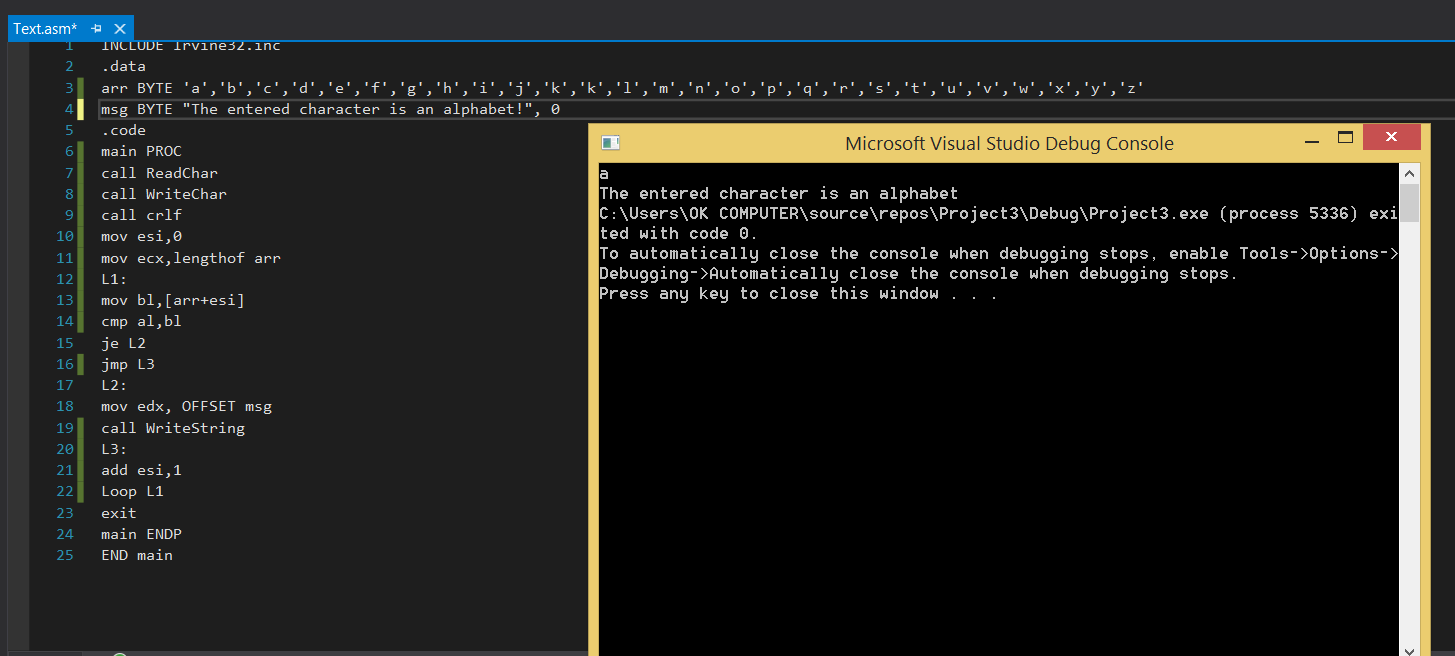 Text.asm*
1 INCLUDE Irvine32.inc
2 .data
3 arr BYTE 'a','b','c','d','e','f','g','h','i','j','k','k','l','m','n','o','p','q','r','s','t','u','v','w','x','y','z'
4 msg BYTE "The entered character is an alphabet!", 0
5 .code
6 main PROC
7 call ReadChar
8 call WriteChar
9 call crlf
10 mov esi,0
11 mov ecx,lengthof arr
12 L1:
13 mov bl,[arr+esi]
14 cmp al,bl
15 je L2
16 jmp L3
17 L2:
18 mov edx, OFFSET msg
19 call WriteString
20 L3:
21 add esi,1
22 Loop L1
23 exit
24 main ENDP
25 END main
Microsoft Visual Studio Debug Console
a
The entered character is an alphabet
C:\Users\OK COMPUTER\source\repos\Project3\Debug\Project3.exe (process 5336) exi
ted with code 0.
To automatically close the console when debugging stops, enable Tools->Options->
Debugging->Automatically close the console when debugging stops.
Press any key to close this window . . .